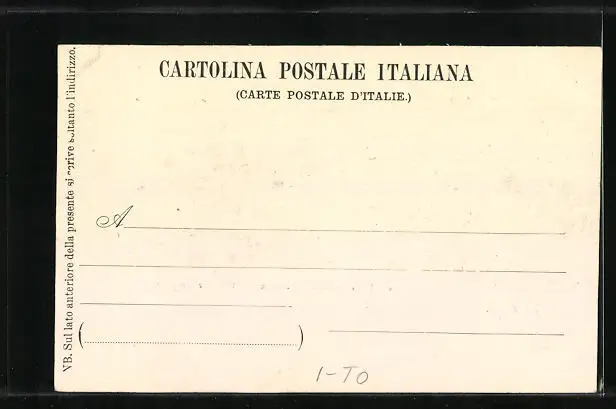 CARTOLINA POSTALE ITALIANA
(CARTE POSTALE D'ITALIE.)
NB. Sul lato anteriore della presente si scrive soltanto l'indirizzo.
A
1-TO